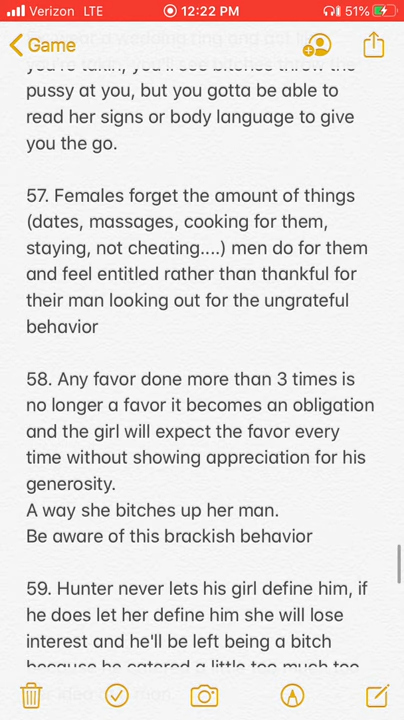 Verizon LTE 12:22 PM 51%
Game
you're takin, you'll see bitches throw the
pussy at you, but you gotta be able to
read her signs or body language to give
you the go.
57. Females forget the amount of things
(dates, massages, cooking for them,
staying, not cheating....) men do for them
and feel entitled rather than thankful for
their man looking out for the ungrateful
behavior
58. Any favor done more than 3 times is
no longer a favor it becomes an obligation
and the girl will expect the favor every
time without showing appreciation for his
generosity.
A way she bitches up her man.
Be aware of this brackish behavior
59. Hunter never lets his girl define him, if
he does let her define him she will lose
interest and he'll be left being a bitch
because he catered a little too much too